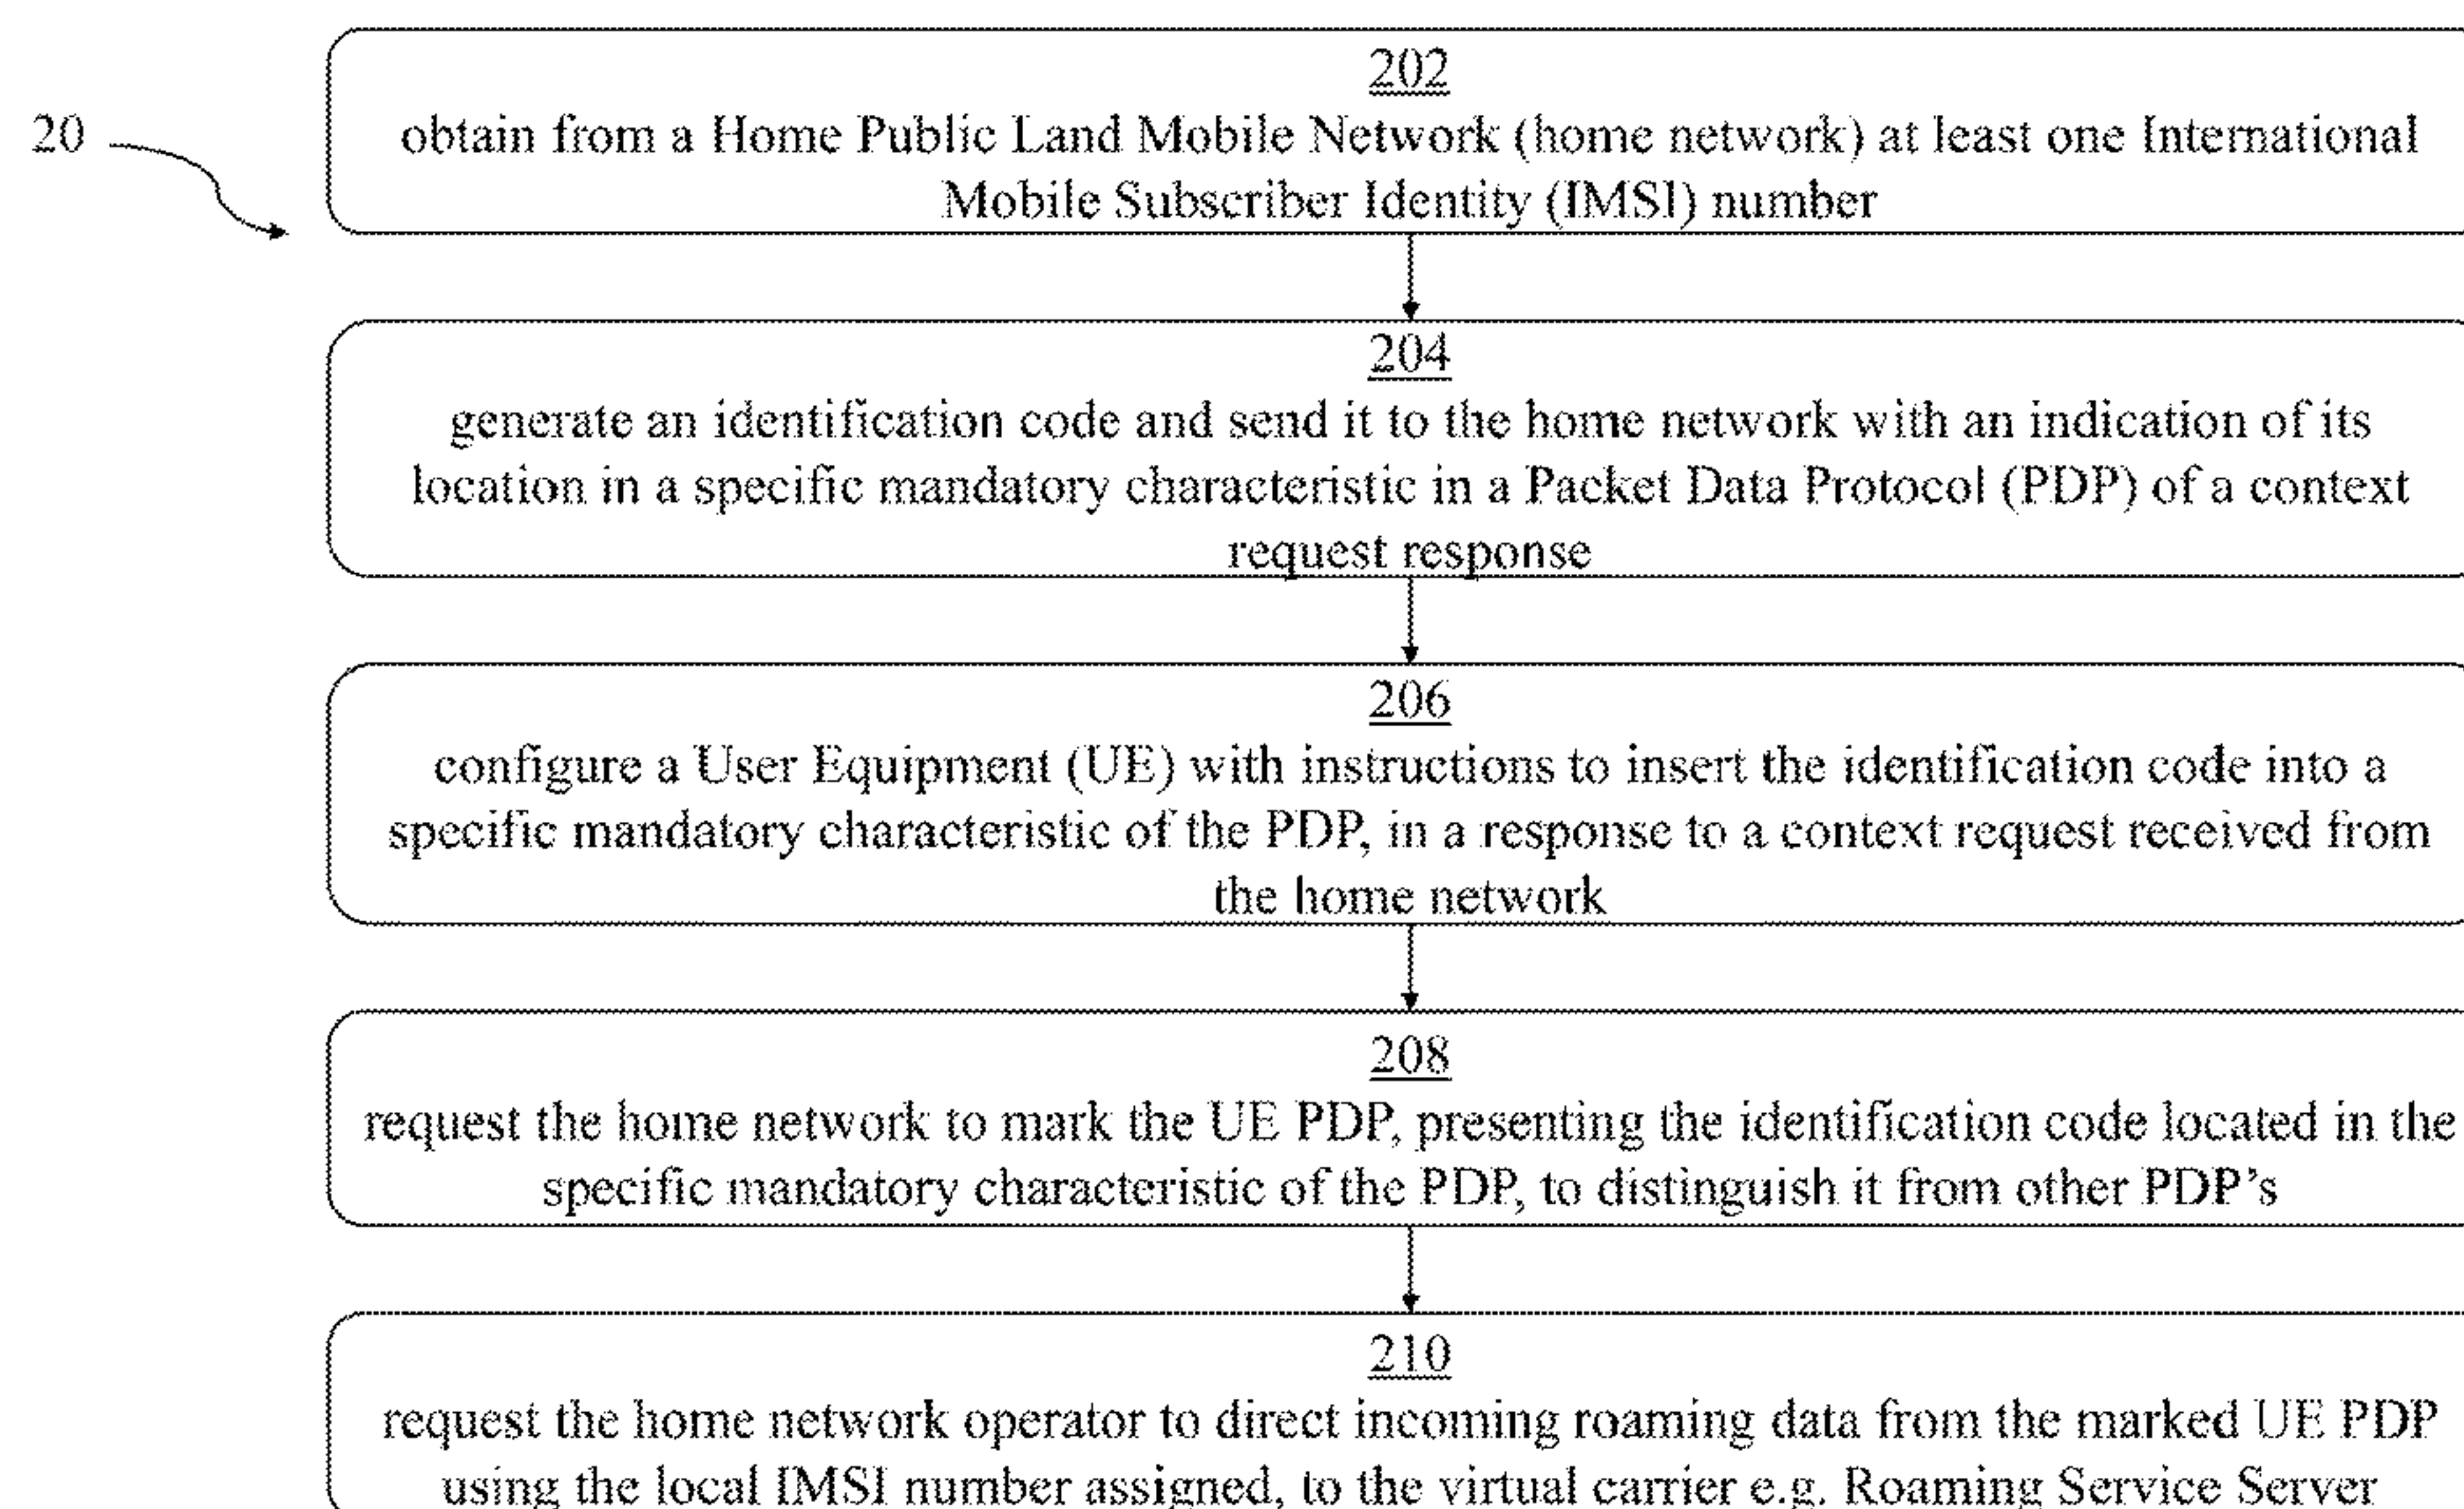 202
20
obtain from a Home Public Land Mobile Network (home network) at least one International
Mobile Subscriber Identity (IMSI) number
204
generate an identification code and send it to the home network with an indication of its
location in a specific mandatory characteristic in a Packet Data Protocol (PDP) of a context
request response
206
configure a User Equipment (UE) with instructions to insert the identification code into a
specific mandatory characteristic of the PDP, in a response to a context request received from
the home network
208
request the home network to mark the UE PDP, presenting the identification code located in the
specific mandatory characteristic of the PDP, to distinguish it from other PDP's
210
request the home network operator to direct incoming roaming data from the marked UE PDP
using the local IMSI number assigned, to the virtual carrier e.g. Roaming Service Server